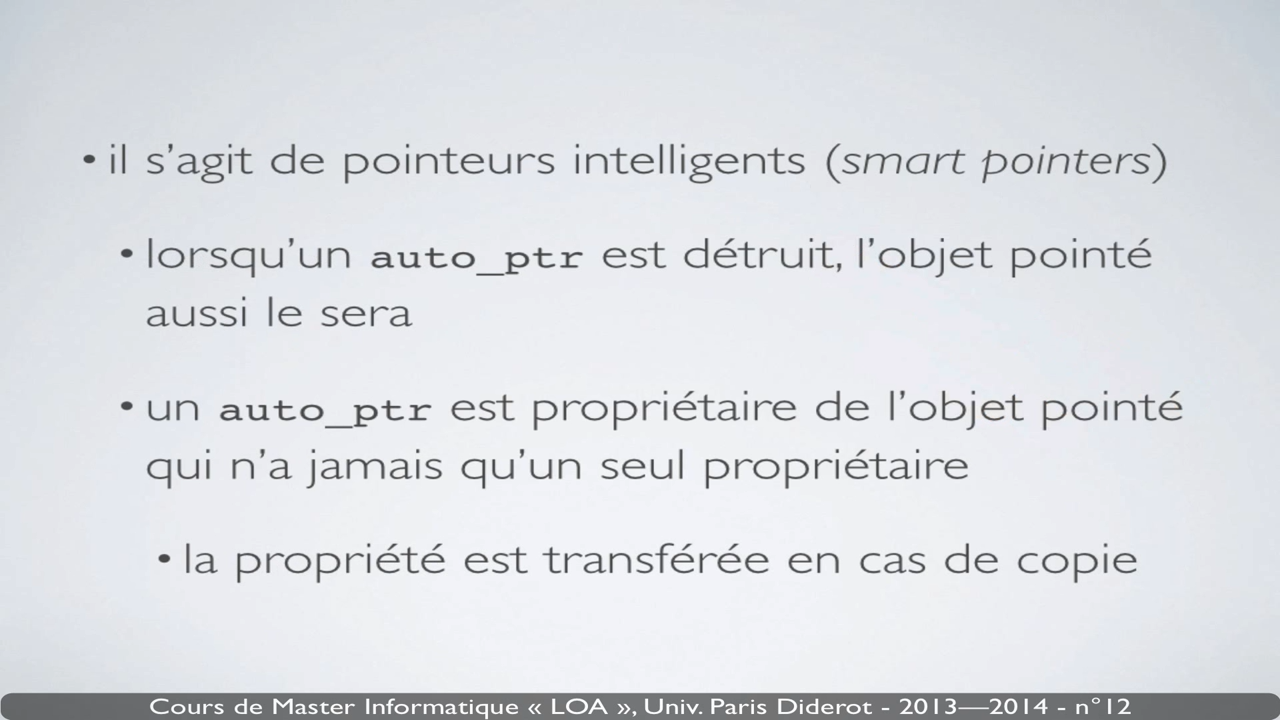 • il s’agit de pointeurs intelligents (smart pointers)
• lorsqu’un auto_ptr est détruit, l’objet pointé
aussi le sera
• un auto_ptr est propriétaire de l’objet pointé
qui n’a jamais qu’un seul propriétaire
• la propriété est transférée en cas de copie
Cours de Master Informatique « LOA », Univ. Paris Diderot - 2013—2014 - n°12